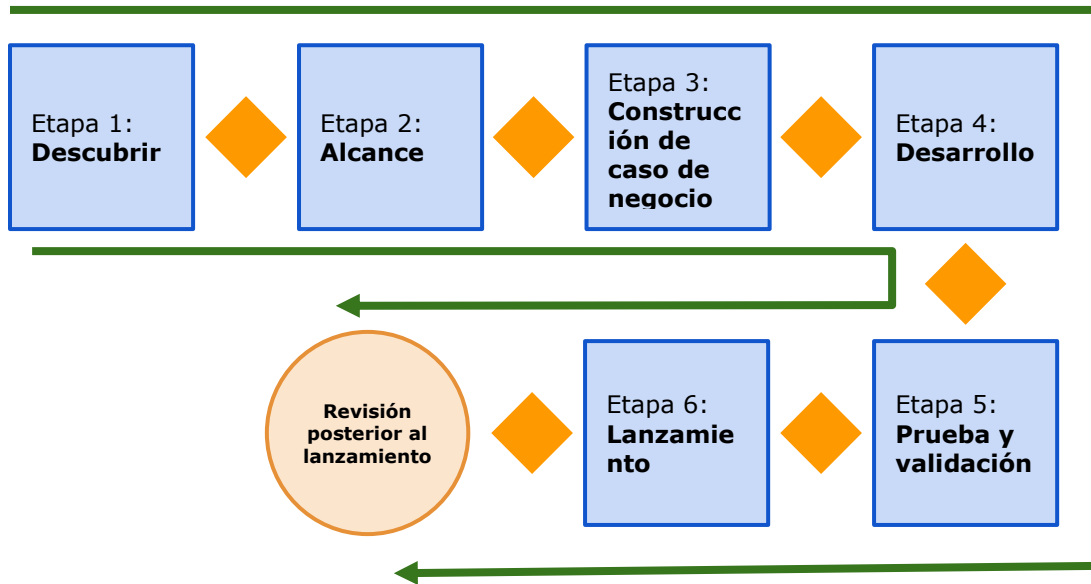 Etapa 1:
Descubrir
Etapa 2:
Alcance
Etapa 3:
Construcc
ión de
caso de
negocio
Etapa 4:
Desarrollo
Etapa 5:
Prueba y
validación
Etapa 6:
Lanzamie
nto
Revisión
posterior al
lanzamiento